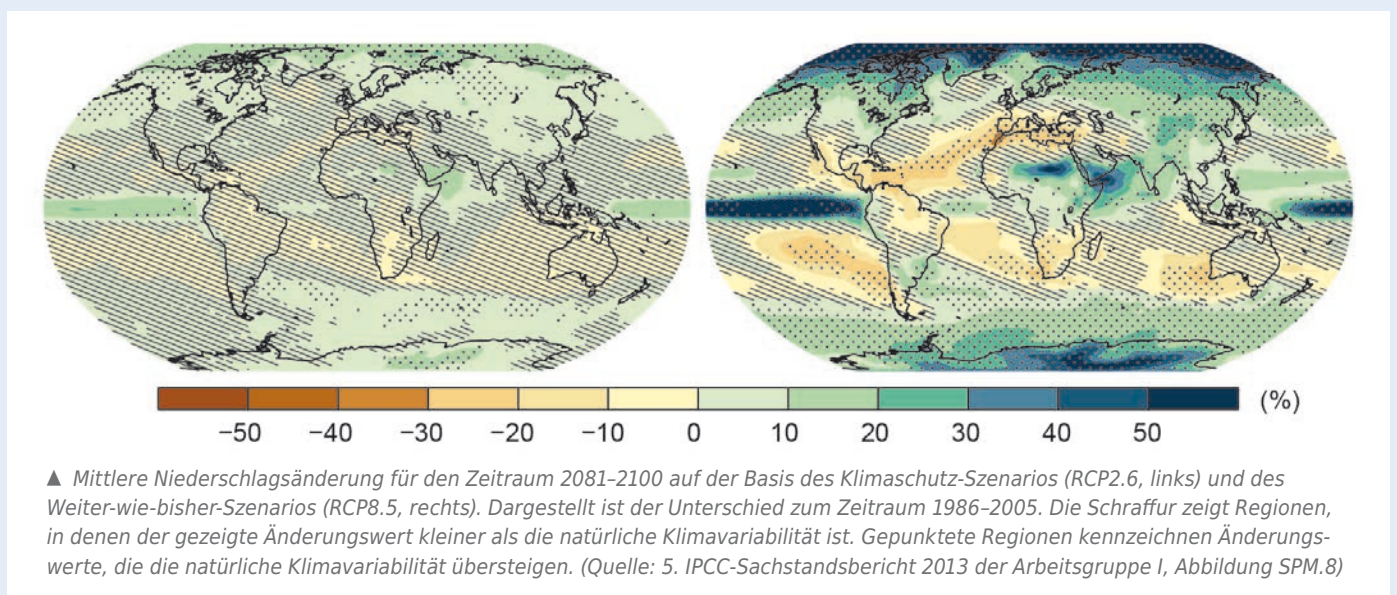 (%)
−50 −40 −30 −20 −10 0 10 20 30 40 50
▲ Mittlere Niederschlagsänderung für den Zeitraum 2081–2100 auf der Basis des Klimaschutz-Szenarios (RCP2.6, links) und des
Weiter-wie-bisher-Szenarios (RCP8.5, rechts). Dargestellt ist der Unterschied zum Zeitraum 1986–2005. Die Schraffur zeigt Regionen,
in denen der gezeigte Änderungswert kleiner als die natürliche Klimavariabilität ist. Gepunktete Regionen kennzeichnen Änderungs-
werte, die die natürliche Klimavariabilität übersteigen. (Quelle: 5. IPCC-Sachstandsbericht 2013 der Arbeitsgruppe I, Abbildung SPM.8)